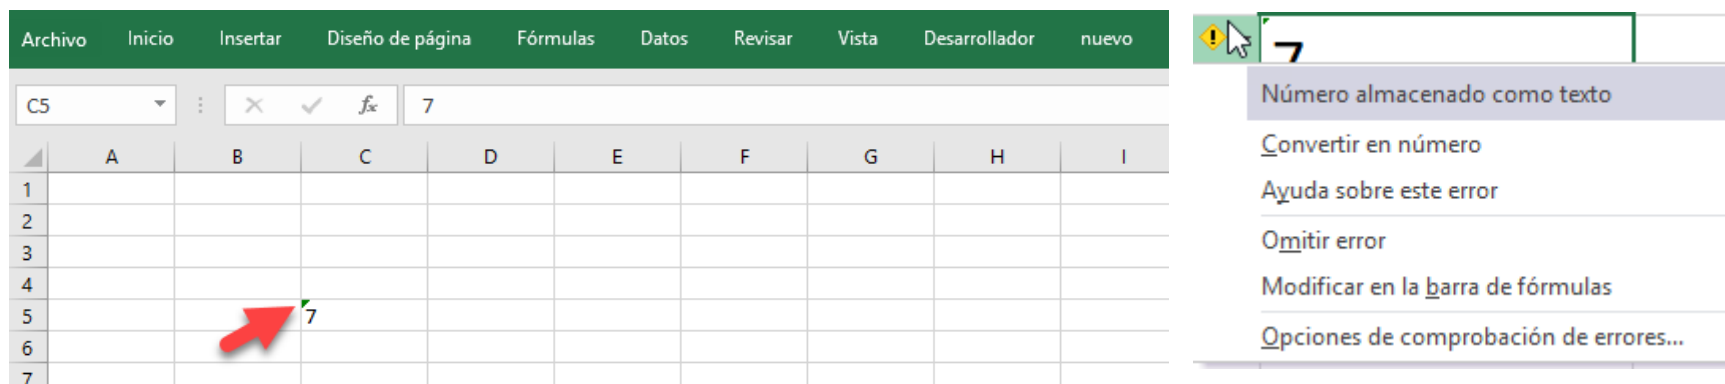 Archivo Inicio Insertar Diseño de página Fórmulas Datos Revisar Vista Desarrollador nuevo
C5 fx 7
A B C D E F G H I
1
2
3
4
5 7
6
7
7
Número almacenado como texto
Convertir en número
Ayuda sobre este error
Omitir error
Modificar en la barra de fórmulas
Opciones de comprobación de errores...